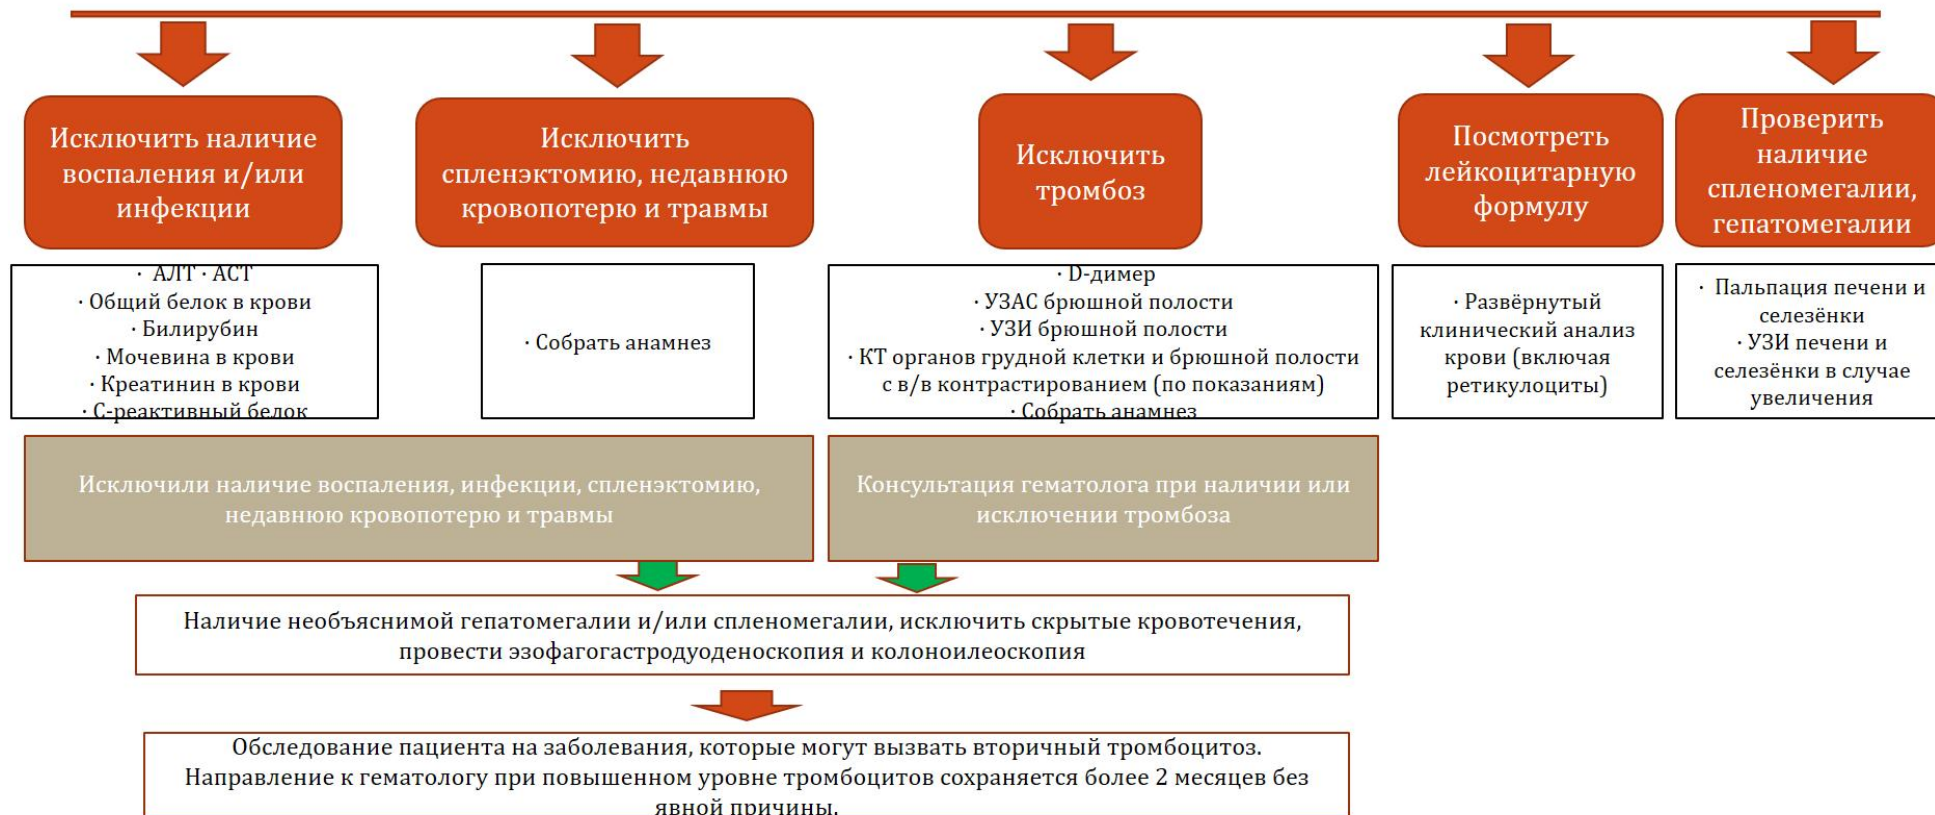 Исключить наличие
воспаления и/или
инфекции
Исключить
спленэктомию, недавнюю
кровопотерю и травмы
Исключить
тромбоз
Посмотреть
лейкоцитарную
формулу
Проверить
наличие
спленомегалии,
гепатомегалии
· АЛТ · АСТ
· Общий белок в крови
· Билирубин
· Мочевина в крови
· Креатинин в крови
· С-реактивный белок
· Собрать анамнез
· D-димер
· УЗАС брюшной полости
· УЗИ брюшной полости
· КТ органов грудной клетки и брюшной полости
с в/в контрастированием (по показаниям)
· Собрать анамнез
· Развёрнутый
клинический анализ
крови (включая
ретикулоциты)
· Пальпация печени и
селезёнки
· УЗИ печени и
селезёнки в случае
увеличения
Исключили наличие воспаления, инфекции, спленэктомию,
недавнюю кровопотерю и травмы
Консультация гематолога при наличии или
исключении тромбоза
Наличие необъяснимой гепатомегалии и/или спленомегалии, исключить скрытые кровотечения,
провести эзофагогастродуоденоскопия и колоноилеоскопия
Обследование пациента на заболевания, которые могут вызвать вторичный тромбоцитоз.
Направление к гематологу при повышенном уровне тромбоцитов сохраняется более 2 месяцев без
явной причины.